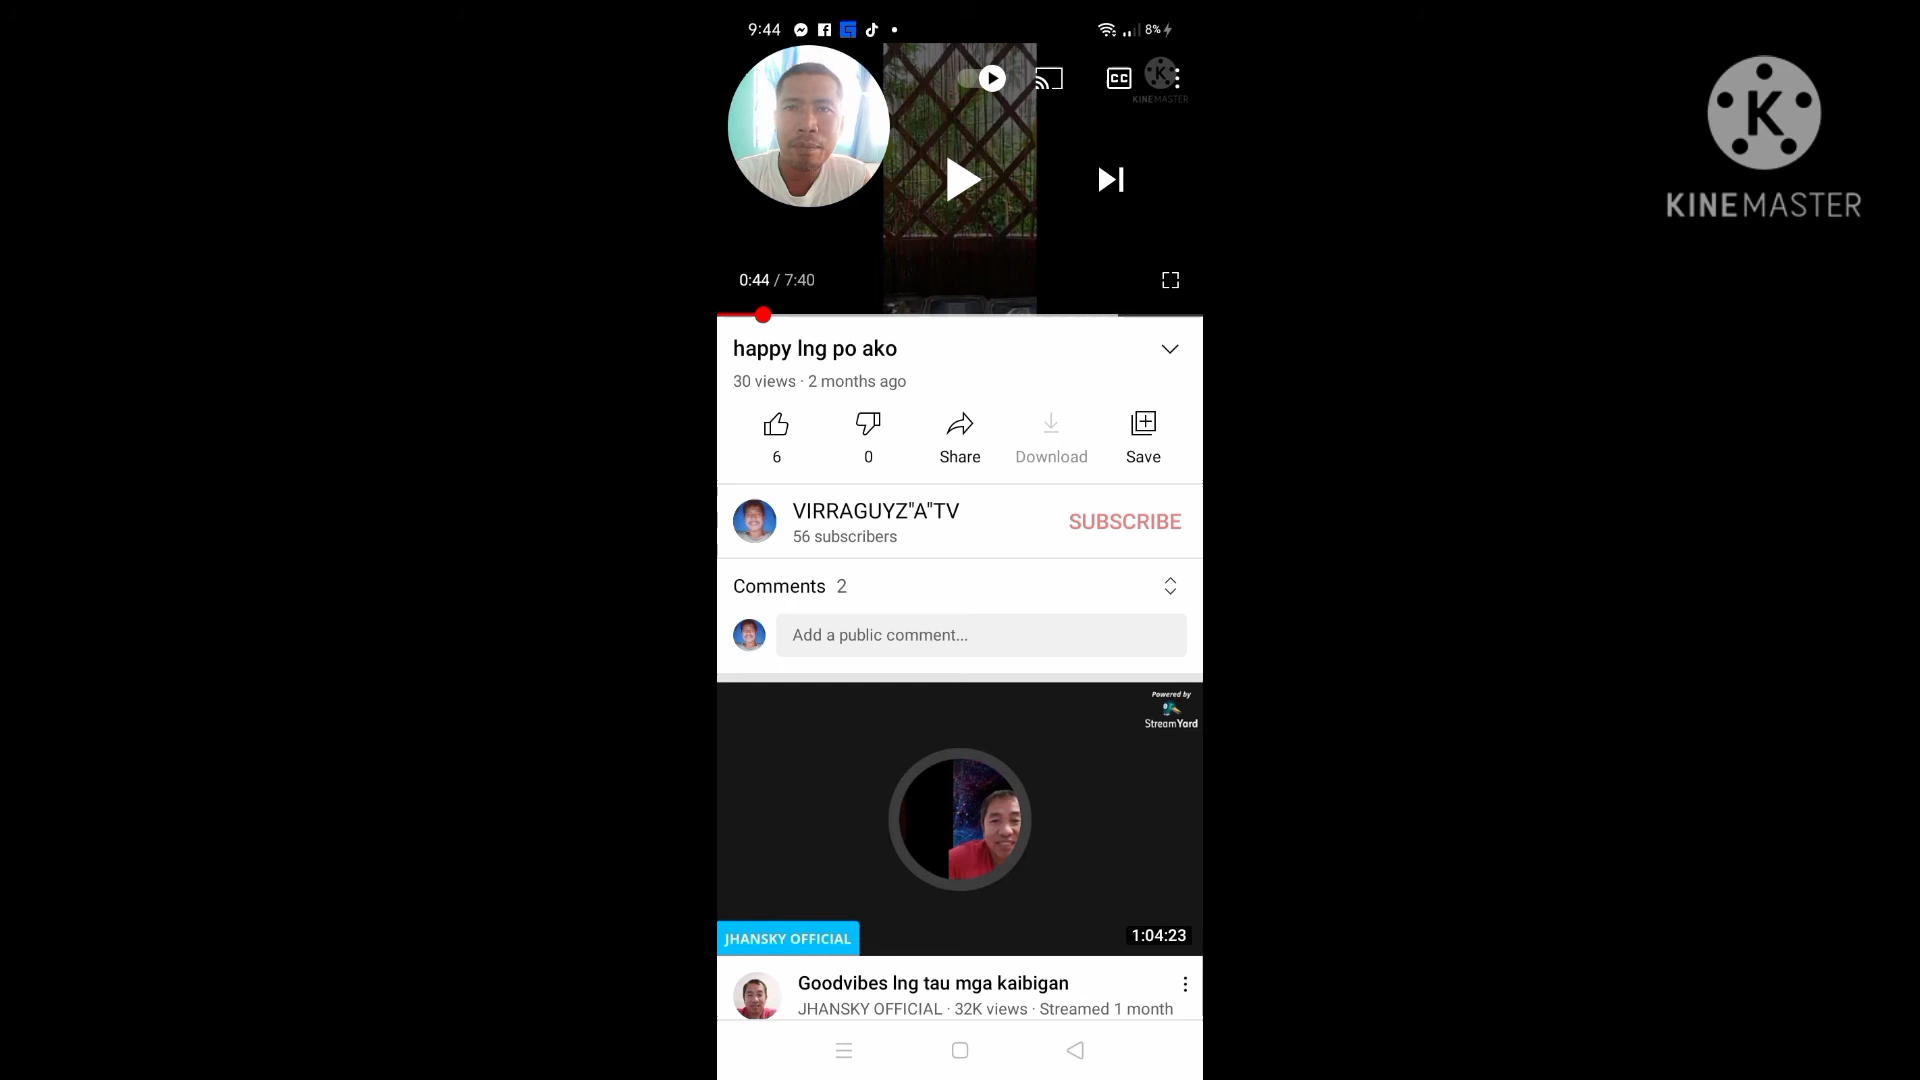 9:44
8%
CC
KINEMASTER
KINEMASTER
0:44 / 7:40
happy lng po ako
30 views · 2 months ago
6
0
Share
Download
Save
VIRRAGUYZ"A"TV
SUBSCRIBE
56 subscribers
Comments 2
Add a public comment...
Powered by
StreamYard
JHANSKY OFFICIAL
1:04:23
Goodvibes lng tau mga kaibigan
JHANSKY OFFICIAL · 32K views · Streamed 1 month